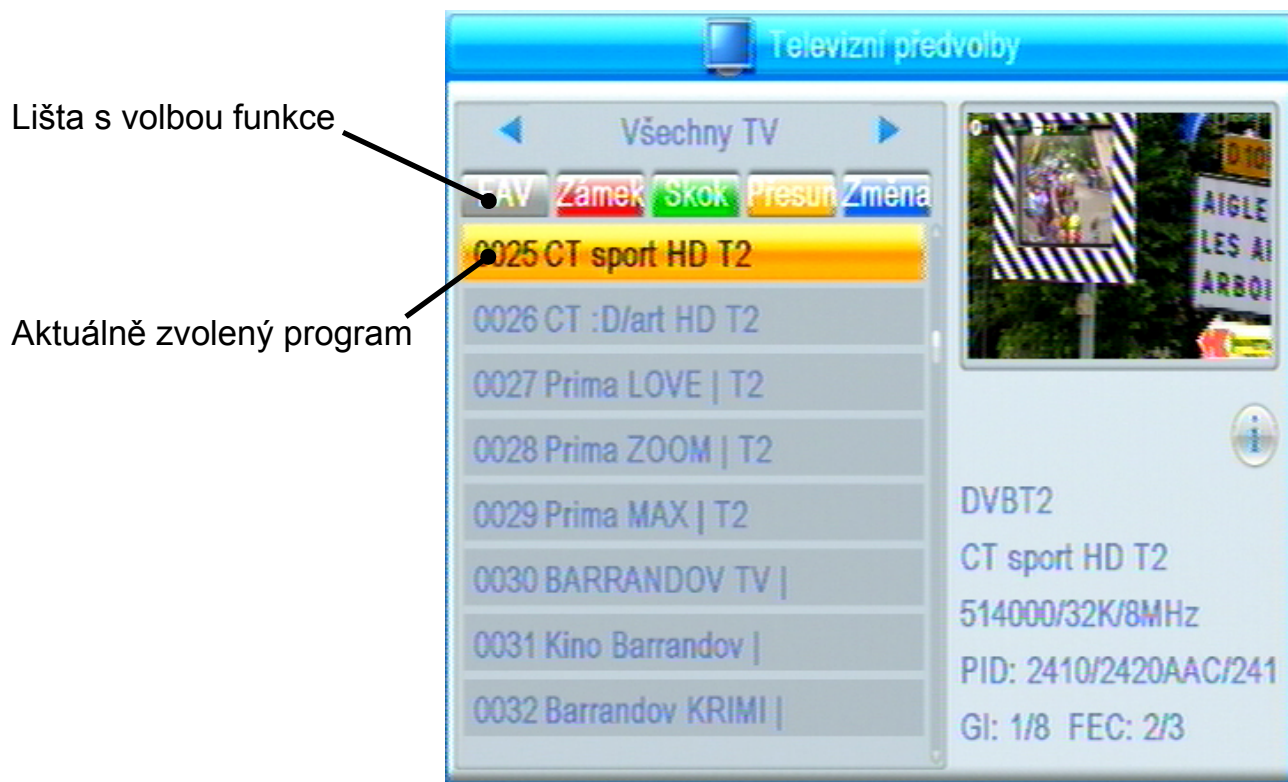 Televizní předvolby
Lišta s volbou funkce
Všechny TV
FAV Zámek Skok Přesun Změna
0025 CT sport HD T2
Aktuálně zvolený program
0026 CT :D/art HD T2
0027 Prima LOVE | T2
0028 Prima ZOOM | T2
0029 Prima MAX | T2
0030 BARRANDOV TV |
0031 Kino Barrandov |
0032 Barrandov KRIMI |
AIGLE
LES
i
DVBT2
CT sport HD T2
514000/32K/8MHz
PID: 2410/2420AAC/241
GI: 1/8 FEC: 2/3